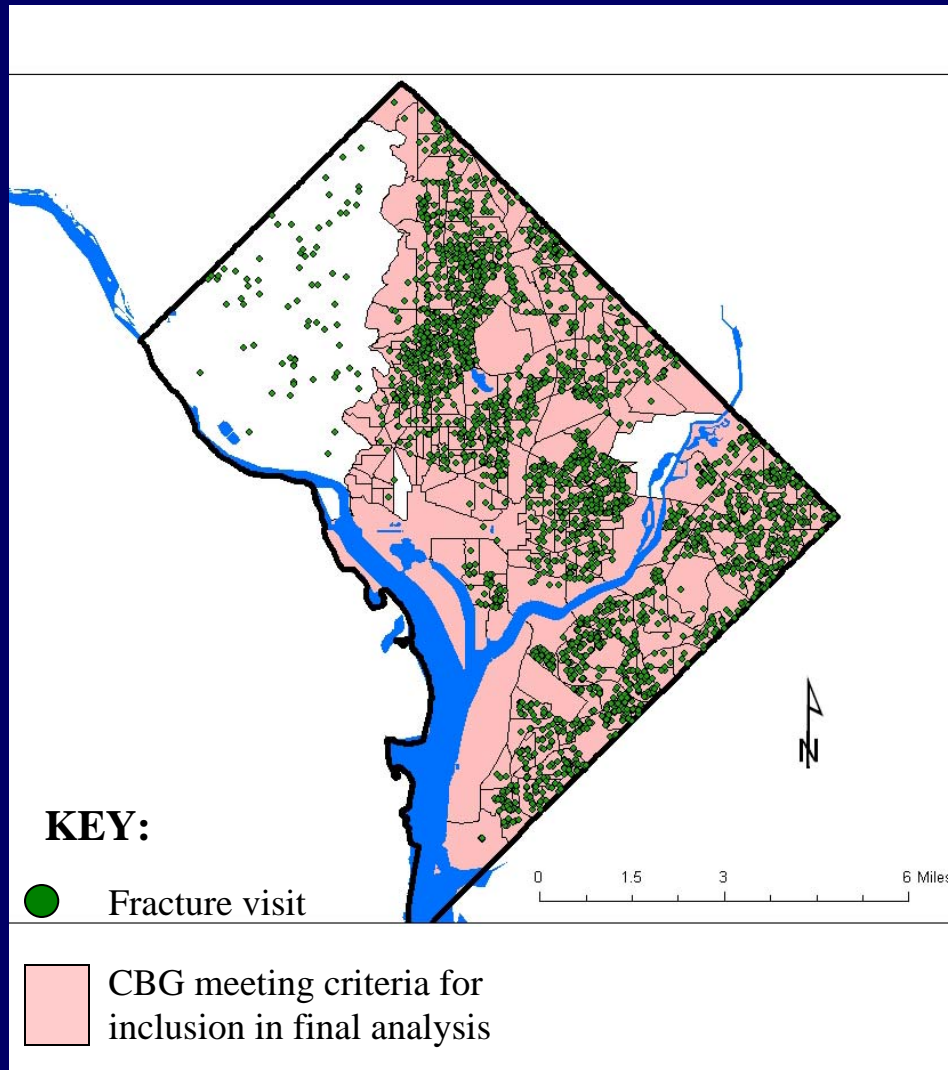 N
KEY:
0 1.5 3 6 Miles
Fracture visit
CBG meeting criteria for
inclusion in final analysis